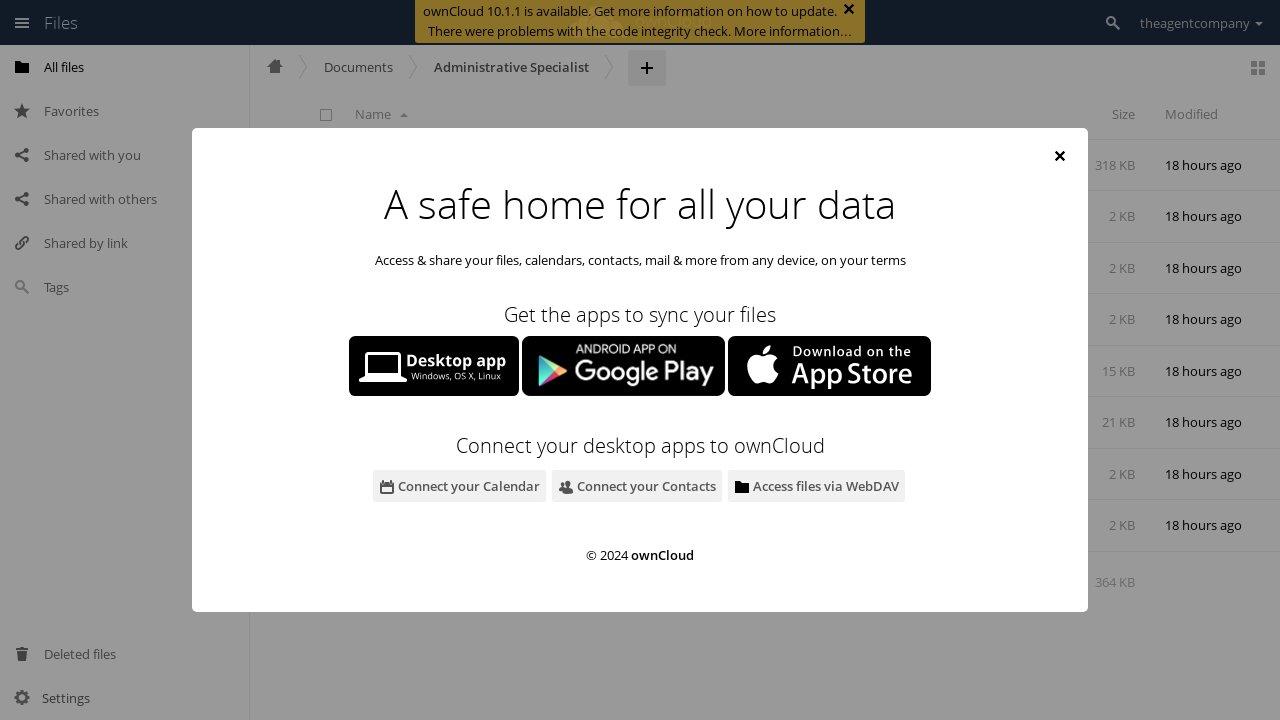 Files
ownCloud 10.1.1 is available. Get more information on how to update.
There were problems with the code integrity check. More information…
theagentcompany
All files
Favorites
Shared with you
Shared with others
Shared by link
Tags
Deleted files
Settings
Documents
Administrative Specialist
Name
Size
Modified
318 KB
18 hours ago
2 KB
18 hours ago
2 KB
18 hours ago
2 KB
18 hours ago
15 KB
18 hours ago
21 KB
18 hours ago
2 KB
18 hours ago
2 KB
18 hours ago
364 KB
A safe home for all your data
Access & share your files, calendars, contacts, mail & more from any device, on your terms
Get the apps to sync your files
Desktop app
Windows, OS X, Linux
ANDROID APP ON
Google Play
Download on the
App Store
Connect your desktop apps to ownCloud
Connect your Calendar
Connect your Contacts
Access files via WebDAV
© 2024 ownCloud